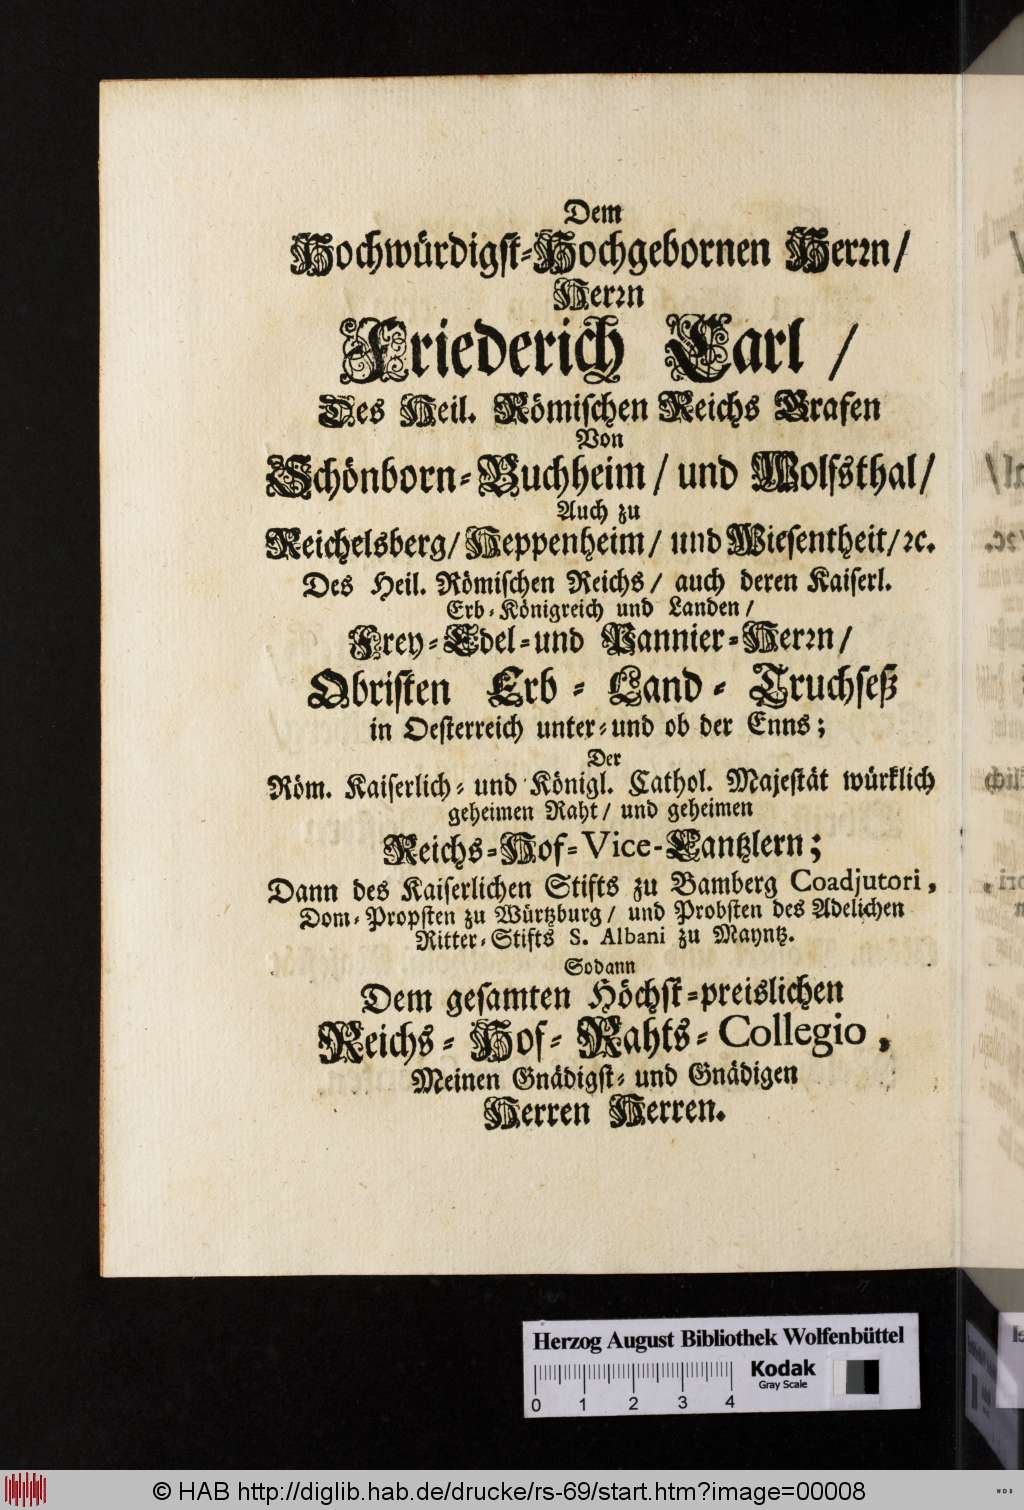 Dem
Hochwürdigst-Hochgebornen Herꝛn/
Herꝛn
Friederich Carl /
Des Heil. Römischen Reichs Grafen
Von
Schönborn-Buchheim/ und Wolfsthal/
Auch zu
Reichelsberg/ Heppenheim/ und Wiesentheit/ ꝛc.
Des Heil. Römischen Reichs/ auch deren Kaiserl.
Erb-Königreich und Landen/
Frey-Edel-und Pannier-Herꝛn/
Obristen Erb-Land-Truchseß
in Oesterreich unter-und ob der Enns;
Der
Röm. Kaiserlich- und Königl. Cathol. Majestät würklich
geheimen Raht/ und geheimen
Reichs-Hof-Vice-Cantzlern;
Dann des Kaiserlichen Stifts zu Bamberg Coadjutori,
Dom-Propsten zu Würtzburg/ und Probsten des Adelichen
Ritter-Stifts S. Albani zu Mayntz.
Sodann
Dem gesamten Höchst-preislichen
Reichs-Hof-Rahts-Collegio,
Meinen Gnädigst- und Gnädigen
Herren Herren.
Herzog August Bibliothek Wolfenbüttel
Kodak
Gray Scale
0 1 2 3 4
© HAB http://diglib.hab.de/drucke/rs-69/start.htm?image=00008